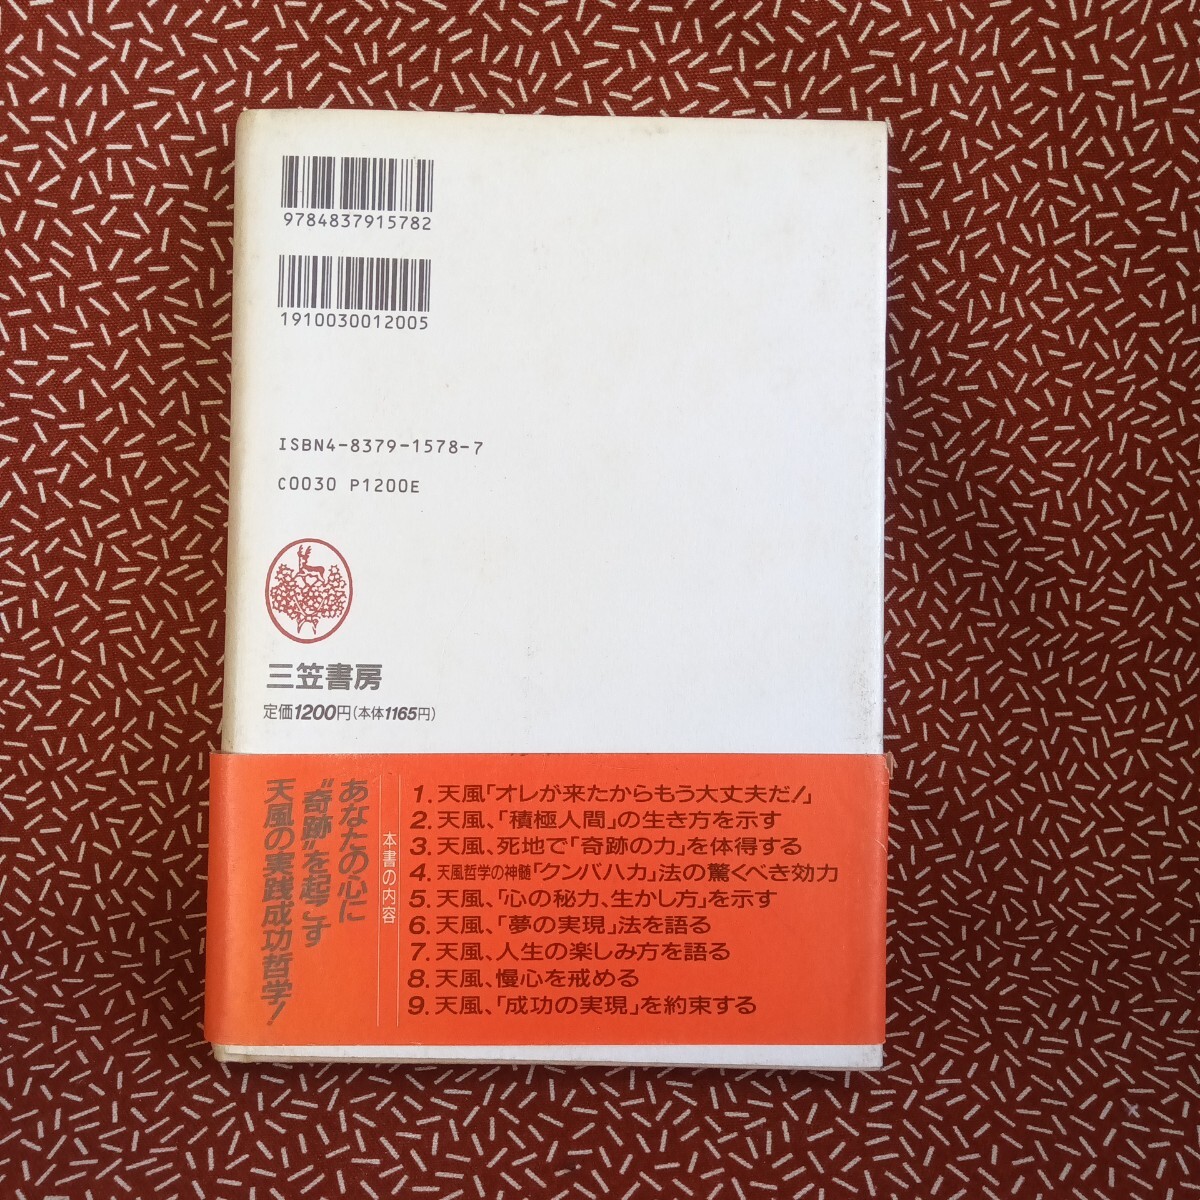 9784837915782
1910030012005
ISBN4-8379-1578-7
C0030 P1200E
三笠書房
定価1200円(本体1165円)
あなたの心に
“奇跡”を起こす
天風の実践成功哲学!
本書の内容
1.天風「オレが来たからもう大丈夫だ!」
2.天風、「積極人間」の生き方を示す
3.天風、死地で「奇跡の力」を体得する
4.天風哲学の神髄「クンバハカ」法の驚くべき効力
5.天風、「心の秘力、生かし方」を示す
6.天風、「夢の実現」法を語る
7.天風、人生の楽しみ方を語る
8.天風、慢心を戒める
9.天風、「成功の実現」を約束する